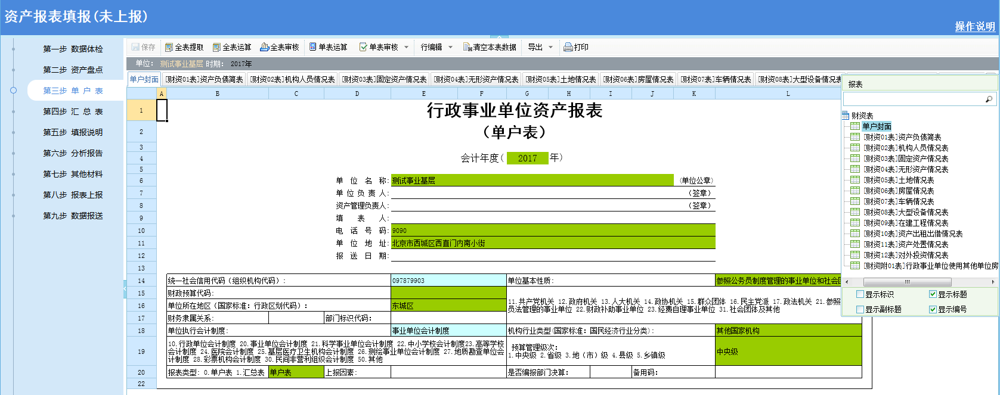 资产报表填报(未上报)
操作说明
第一步 数据体检
第二步 资产盘点
第三步 单 户 表
第四步 汇 总 表
第五步 填报说明
第六步 分析报告
第七步 其他材料
第八步 报表上报
第九步 数据报送
保存 全表提取 全表运算 全表审核 单表运算 单表审核 行编辑 清空本表数据 导出 打印
单位: 测试事业基层 时期: 2017年
单户封面 [财资01表]资产负债简表 [财资02表]机构人员情况表 [财资03表]固定资产情况表 [财资04表]无形资产情况表 [财资05表]土地情况表 [财资06表]房屋情况表 [财资07表]车辆情况表 [财资08表]大型设备情况表
A B C D E F G H I J K L
1 行政事业单位资产报表
2 (单户表)
3
4 会计年度( 2017 年)
5
6 单 位 名 称: 测试事业基层 (单位公章)
7 单 位 负 责 人: (签章)
8 资产管理负责人: (签章)
9 填 表 人:
10 电 话 号 码: 9090
11 单 位 地 址: 北京市西城区西直门内南小街
12 报 送 日 期:
13
14 统一社会信用代码(组织机构代码): 097879903 单位基本性质: 参照公务员制度管理的事业单位和社会团
15 财政预算代码:
16 单位所在地区(国家标准: 行政区划代码): 东城区
11.共产党机关 12.政府机关 13.人大机关 14.政协机关 15.群众团体 16.民主党派 17.政法机关 21.参照
员法管理的事业单位 22.财政补助事业单位 23.经费自理事业单位 31.社会团体及其他
17 财务隶属关系: 部门标识代码:
18 单位执行会计制度: 事业单位会计制度 机构行业类型(国家标准: 国民经济行业分类): 其他国家机构
19 10.行政单位会计制度 20.事业单位会计制度 21.科学事业单位会计制度 22.中小学校会计制度23.高等学校
会计制度 24.医院会计制度 25.基层医疗卫生机构会计制度 26.测绘事业单位会计制度 27.地质勘查单位会
计制度 28.彩票机构会计制度 30.民间非营利组织会计制度 50.其他
预算管理级次:
1.中央级 2.省级 3.地(市)级 4.县级 5.乡镇级
中央级
20 报表类型: 0.单户表 1.汇总表 单户表 上报因素: 是否编报部门决算: 备用码:
22
报表
财资表
单户封面
[财资01表]资产负债简表
[财资02表]机构人员情况表
[财资03表]固定资产情况表
[财资04表]无形资产情况表
[财资05表]土地情况表
[财资06表]房屋情况表
[财资07表]车辆情况表
[财资08表]大型设备情况表
[财资09表]在建工程情况表
[财资10表]资产出租出借情况表
[财资11表]资产处置情况表
[财资12表]对外投资情况表
[财资附01表]行政事业单位使用其他单位房
显示标识 显示标题
显示副标题 显示编号